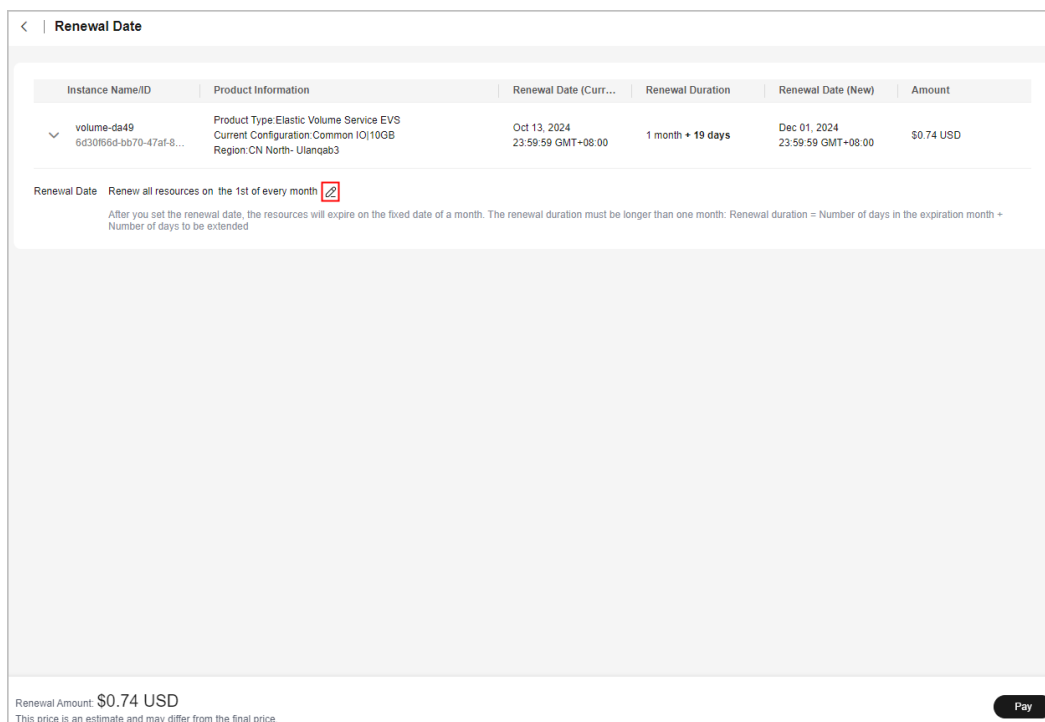 Renewal Date
Instance Name/ID Product Information Renewal Date (Curr... Renewal Duration Renewal Date (New) Amount
volume-da49
6d30f66d-bb70-47af-8...
Product Type:Elastic Volume Service EVS
Current Configuration:Common IO|10GB
Region:CN North- Ulanqab3
Oct 13, 2024
23:59:59 GMT+08:00
1 month + 19 days
Dec 01, 2024
23:59:59 GMT+08:00
$0.74 USD
Renewal Date Renew all resources on the 1st of every month
After you set the renewal date, the resources will expire on the fixed date of a month. The renewal duration must be longer than one month: Renewal duration = Number of days in the expiration month +
Number of days to be extended
Renewal Amount: $0.74 USD
This price is an estimate and may differ from the final price
Pay